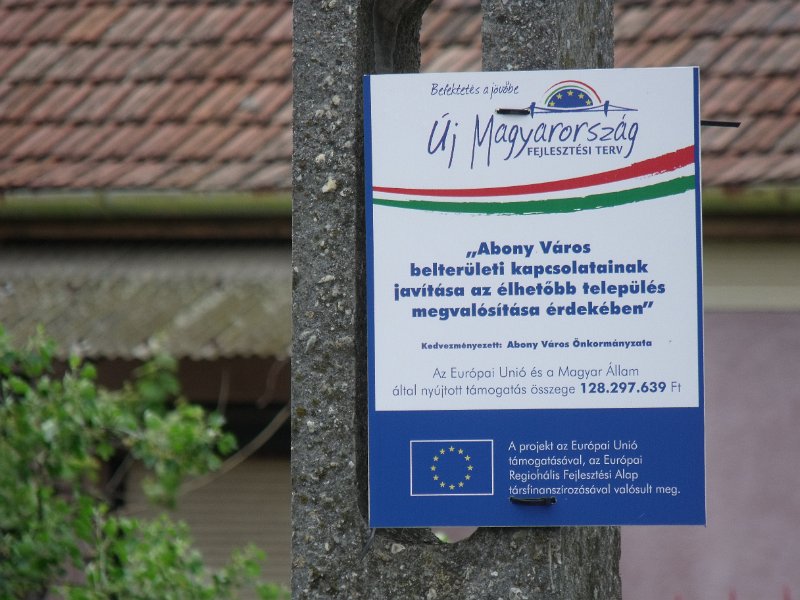 Befektetés a jövőbe
Új Magyarország
FEJLESZTÉSI TERV
„Abony Város
belterületi kapcsolatainak
javítása az élhetőbb település
megvalósítása érdekében”
Kedvezményezett: Abony Város Önkormányzata
Az Európai Unió és a Magyar Állam
által nyújtott támogatás összege 128.297.639 Ft
A projekt az Európai Unió
támogatásával, az Európai
Regionális Fejlesztési Alap
társfinanszírozásával valósult meg.